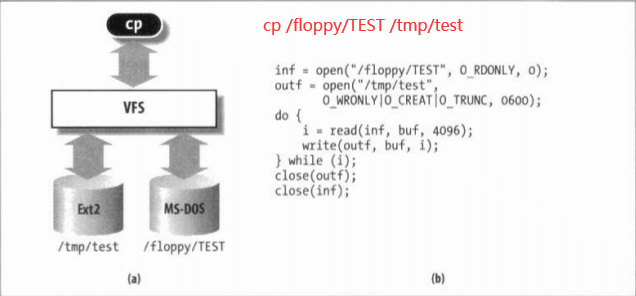 cp
cp /floppy/TEST /tmp/test
VFS
Ext2
MS-DOS
/tmp/test
/floppy/TEST
(a)
inf = open("/floppy/TEST", O_RDONLY, 0);
outf = open("/tmp/test",
O_WRONLY|O_CREAT|O_TRUNC, 0600);
do {
i = read(inf, buf, 4096);
write(outf, buf, i);
} while (i);
close(outf);
close(inf);
(b)